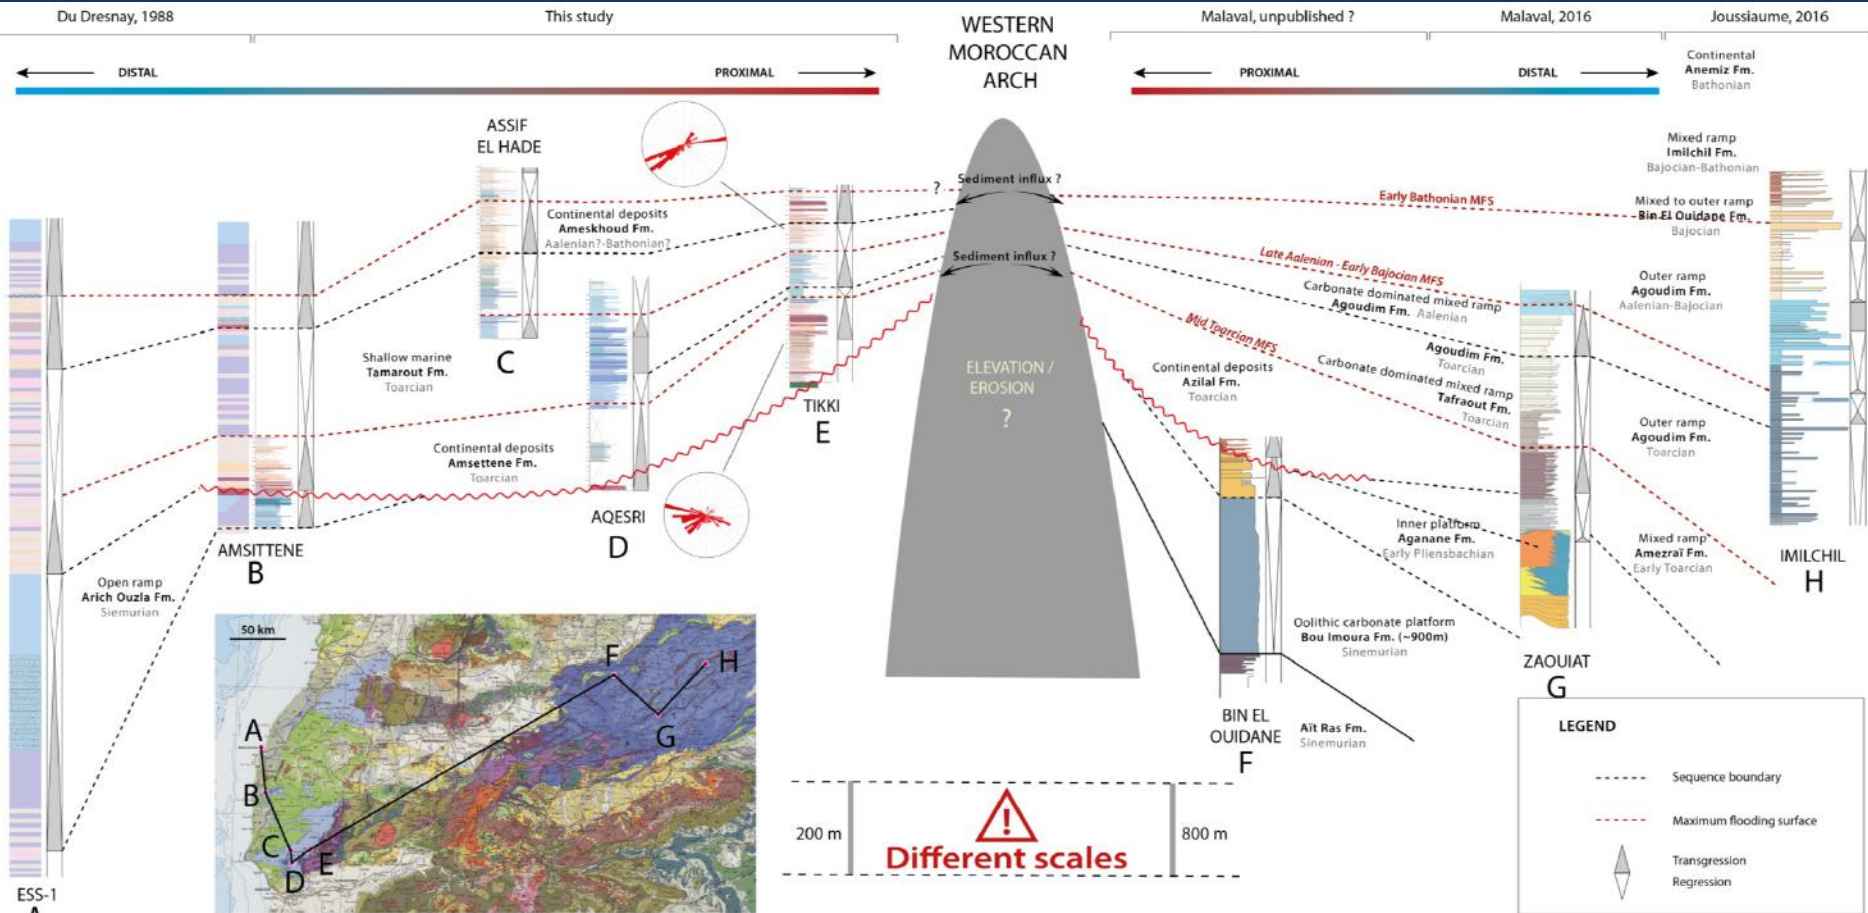 Du Dresnay, 1988
This study
WESTERN
MOROCCAN
ARCH
Malaval, unpublished ?
Malaval, 2016
Joussiaume, 2016
DISTAL
PROXIMAL
PROXIMAL
DISTAL
Continental
Anemiz Fm.
Bathonian
ASSIF
EL HADE
Mixed ramp
Imilchil Fm.
Bajocian-Bathonian
Sediment influx ?
?
Early Bathonian MFS
Mixed to outer ramp
Bin El Ouidane Fm.
Bajocian
Continental deposits
Ameskhoud Fm.
Aalenian?-Bathonian?
Sediment influx ?
Late Aalenian - Early Bajocian MFS
Outer ramp
Agoudim Fm.
Aalenian-Bajocian
Carbonate dominated mixed ramp
Agoudim Fm. Aalenian
Mid Toarcian MFS
Agoudim Fm.
Toarcian
Shallow marine
Tamarout Fm.
Toarcian
C
ELEVATION /
EROSION
?
Continental deposits
Azilal Fm.
Toarcian
Carbonate dominated mixed ramp
Tafraout Fm.
Toarcian
TIKKI
E
Outer ramp
Agoudim Fm.
Toarcian
Continental deposits
Amsettene Fm.
Toarcian
AQESRI
D
AMSITTENE
B
Inner platform
Aganane Fm.
Early Pliensbachian
Mixed ramp
Amezraï Fm.
Early Toarcian
IMILCHIL
H
Open ramp
Arich Ouzla Fm.
Siemurian
Oolithic carbonate platform
Bou Imoura Fm. (~900m)
Sinemurian
ZAOUIAT
G
50 km
A
B
C
D
E
F
G
H
BIN EL
OUIDANE
F
Aït Ras Fm.
Sinemurian
200 m
!
Different scales
800 m
LEGEND
Sequence boundary
Maximum flooding surface
Transgression
Regression
ESS-1
A